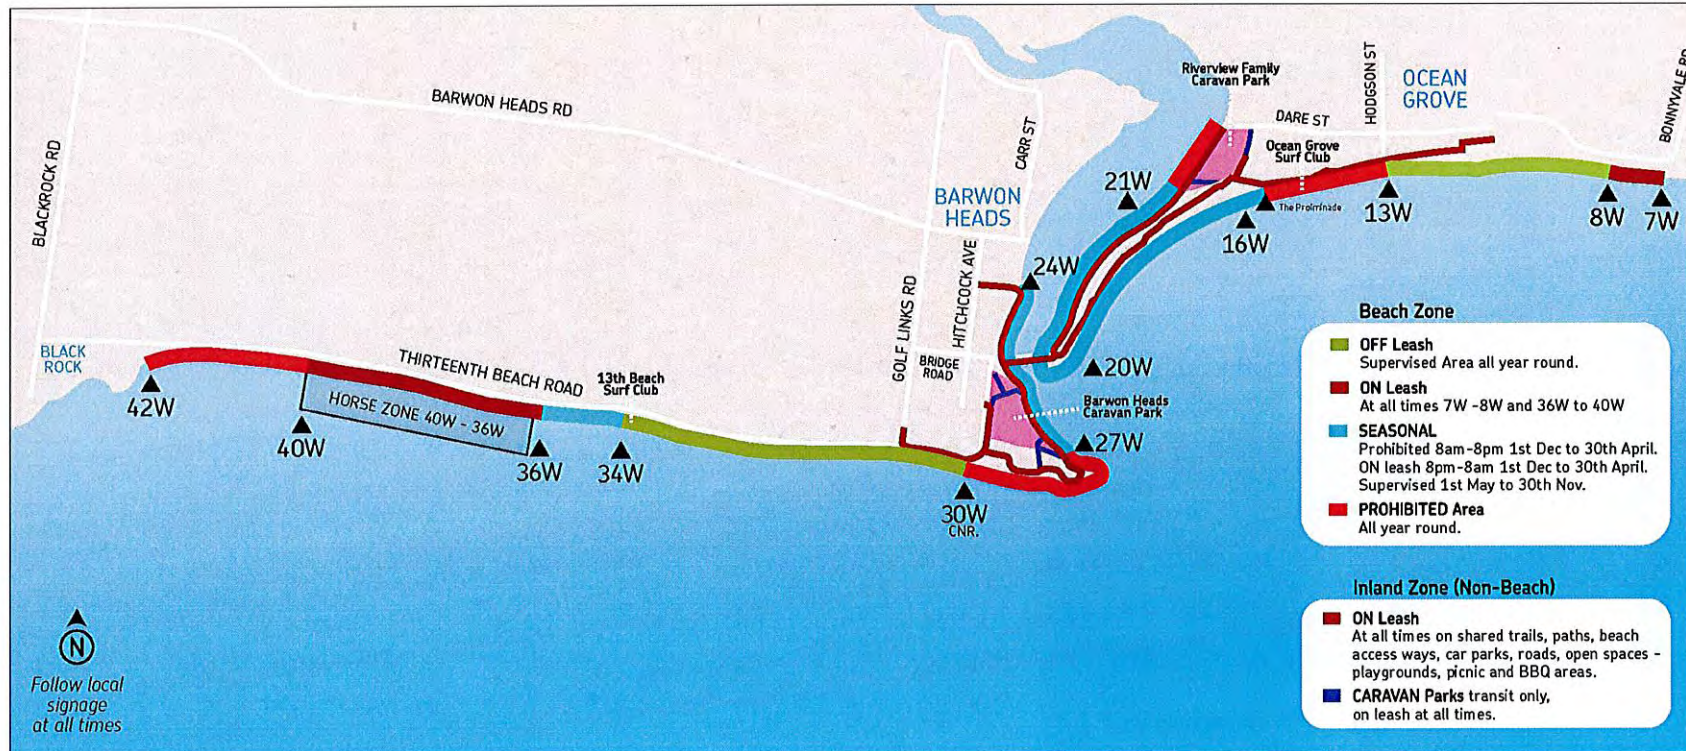 Riverview Family
Caravan Park
HODGSON ST
OCEAN
GROVE
BONNYVALE RD
BARWON HEADS RD
DARE ST
CARR ST
Ocean Grove
Surf Club
BLACKROCK RD
21W
BARWON
HEADS
The Prominade
13W
8W
7W
16W
24W
HITCHCOCK AVE
GOLF LINKS RD
BLACK
ROCK
THIRTEENTH BEACH ROAD
13th Beach
Surf Club
BRIDGE
ROAD
20W
Barwon Heads
Caravan Park
42W
HORSE ZONE 40W - 36W
40W
36W
34W
27W
30W
CNR.
Beach Zone
OFF Leash
Supervised Area all year round.
ON Leash
At all times 7W -8W and 36W to 40W
SEASONAL
Prohibited 8am-8pm 1st Dec to 30th April.
ON leash 8pm-8am 1st Dec to 30th April.
Supervised 1st May to 30th Nov.
PROHIBITED Area
All year round.
Inland Zone (Non-Beach)
ON Leash
At all times on shared trails, paths, beach
access ways, car parks, roads, open spaces -
playgrounds, picnic and BBQ areas.
CARAVAN Parks transit only,
on leash at all times.
N
Follow local
signage
at all times